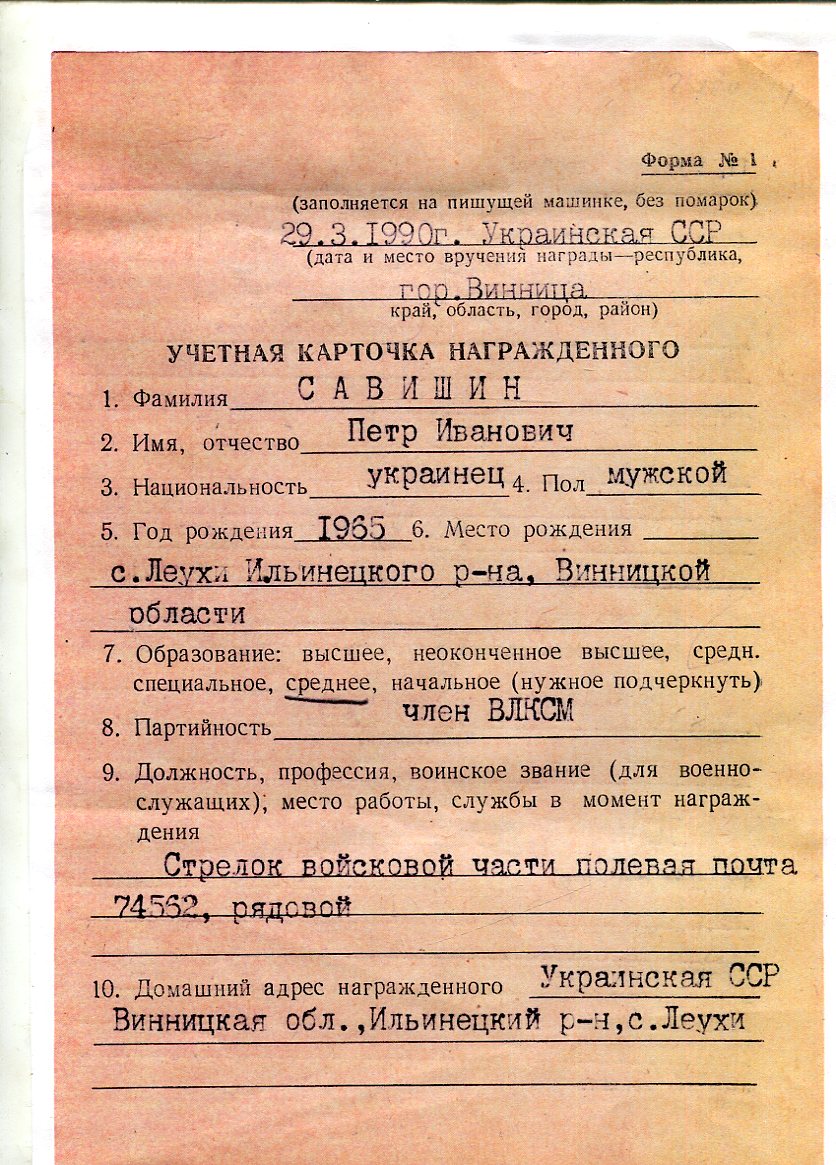 Форма № 1
(заполняется на пишущей машинке, без помарок)
29.3.1990г. Украинская ССР
(дата и место вручения награды—республика,
гор.Винница
край, область, город, район)
УЧЕТНАЯ КАРТОЧКА НАГРАЖДЕННОГО
1. Фамилия С А В И Ш И Н
2. Имя, отчество Петр Иванович
3. Национальность украинец 4. Пол мужской
5. Год рождения 1965 6. Место рождения
с.Леухи Ильинецкого р-на, Винницкой
области
7. Образование: высшее, неоконченное высшее, средн.
специальное, среднее, начальное (нужное подчеркнуть)
8. Партийность член ВЛКСМ
9. Должность, профессия, воинское звание (для военно-
служащих); место работы, службы в момент награж-
дения
Стрелок войсковой части полевая почта
74562, рядовой
10. Домашний адрес награжденного Украинская ССР
Винницкая обл.,Ильинецкий р-н,с.Леухи